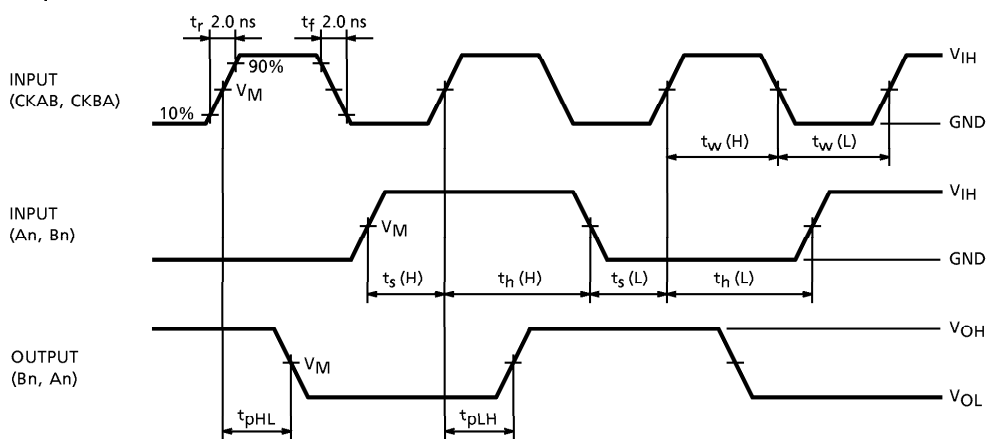 tr 2.0 ns
tf 2.0 ns
INPUT
(CKAB, CKBA)
10%
90%
VM
VIH
GND
tw (H)
tw (L)
INPUT
(An, Bn)
VM
VIH
GND
ts (H)
th (H)
ts (L)
th (L)
OUTPUT
(Bn, An)
VM
VOH
VOL
tpHL
tpLH